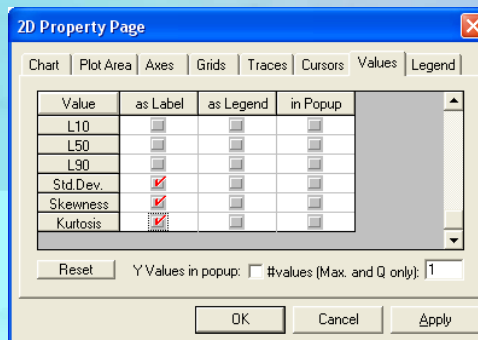 2D Property Page
Chart Plot Area Axes Grids Traces Cursors Values Legend
Value as Label as Legend in Popup
L10
L50
L90
Std.Dev.
Skewness
Kurtosis
Reset Y Values in popup: #values (Max. and Q only): 1
OK Cancel Apply